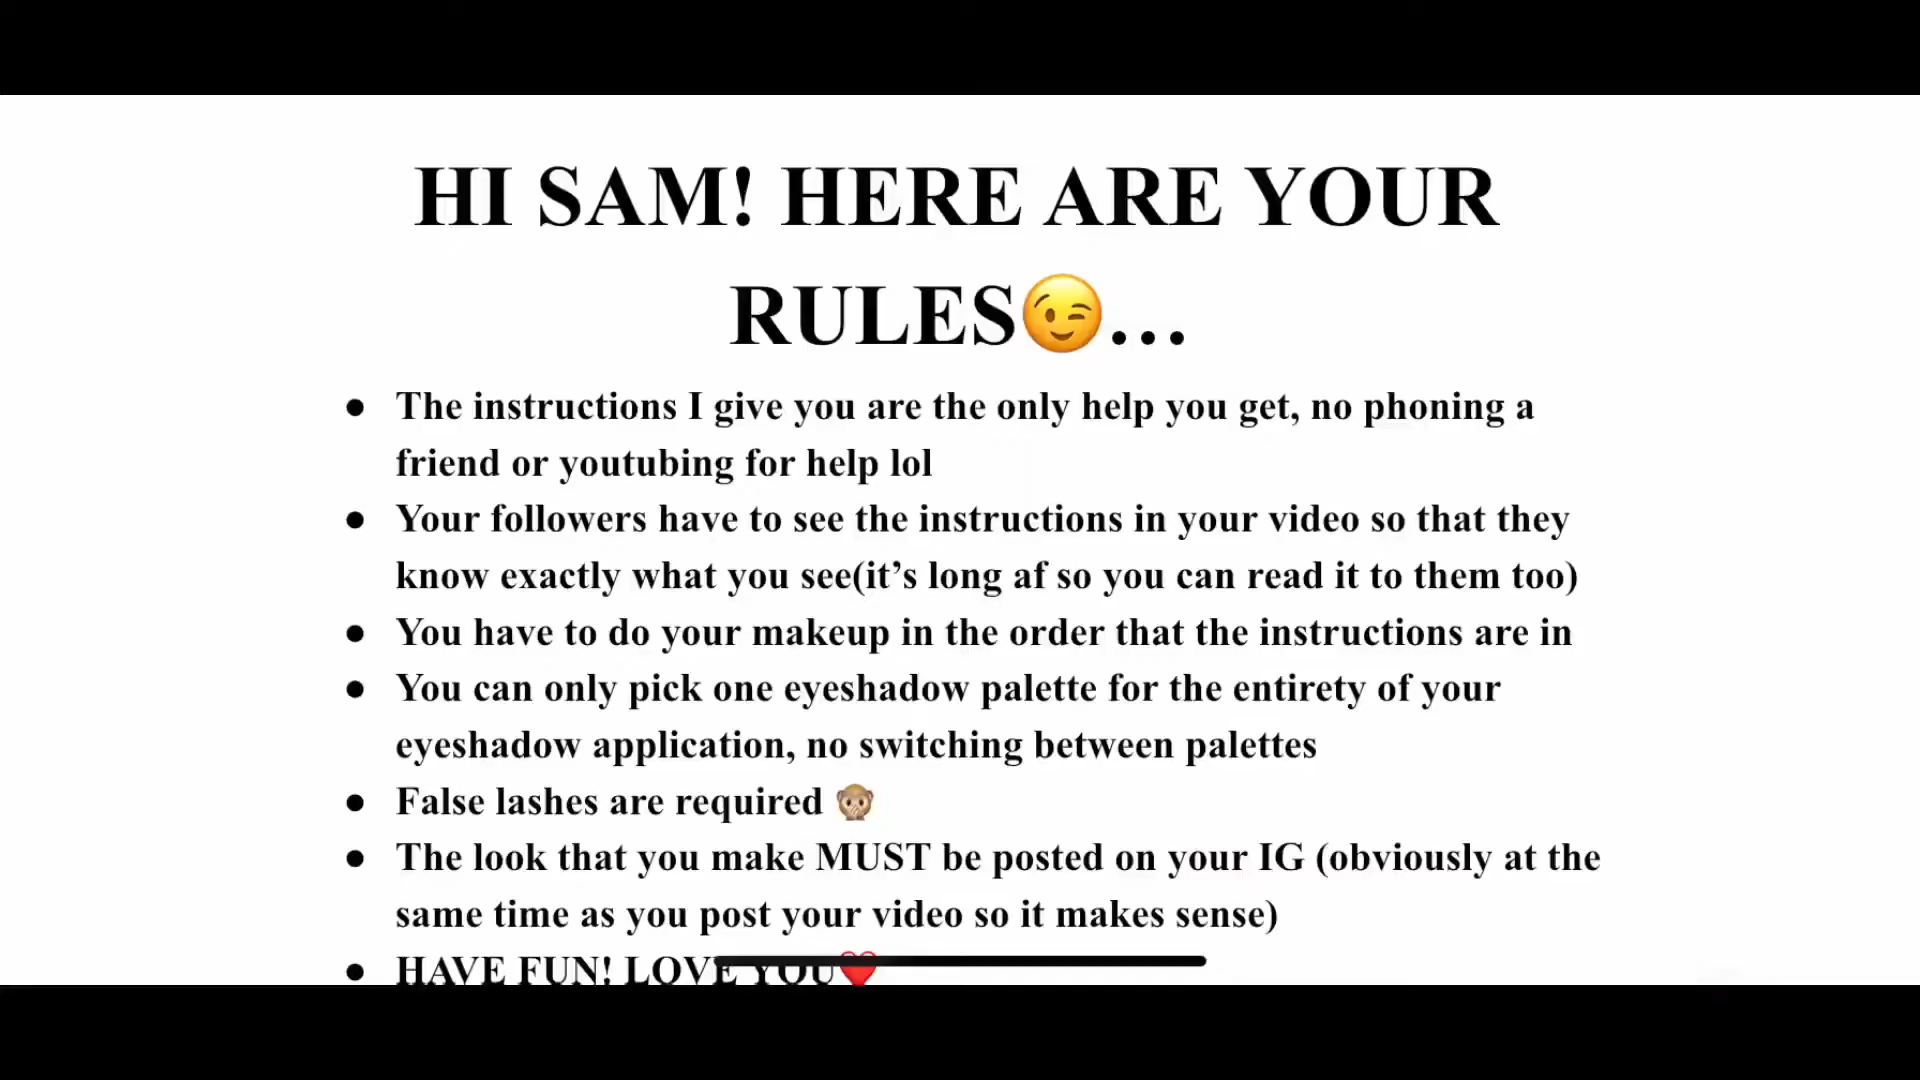 HI SAM! HERE ARE YOUR
RULES😉...
● The instructions I give you are the only help you get, no phoning a
friend or youtubing for help lol
● Your followers have to see the instructions in your video so that they
know exactly what you see(it’s long af so you can read it to them too)
● You have to do your makeup in the order that the instructions are in
● You can only pick one eyeshadow palette for the entirety of your
eyeshadow application, no switching between palettes
● False lashes are required 🙊
● The look that you make MUST be posted on your IG (obviously at the
same time as you post your video so it makes sense)
● HAVE FUN! LOVE YOU❤️